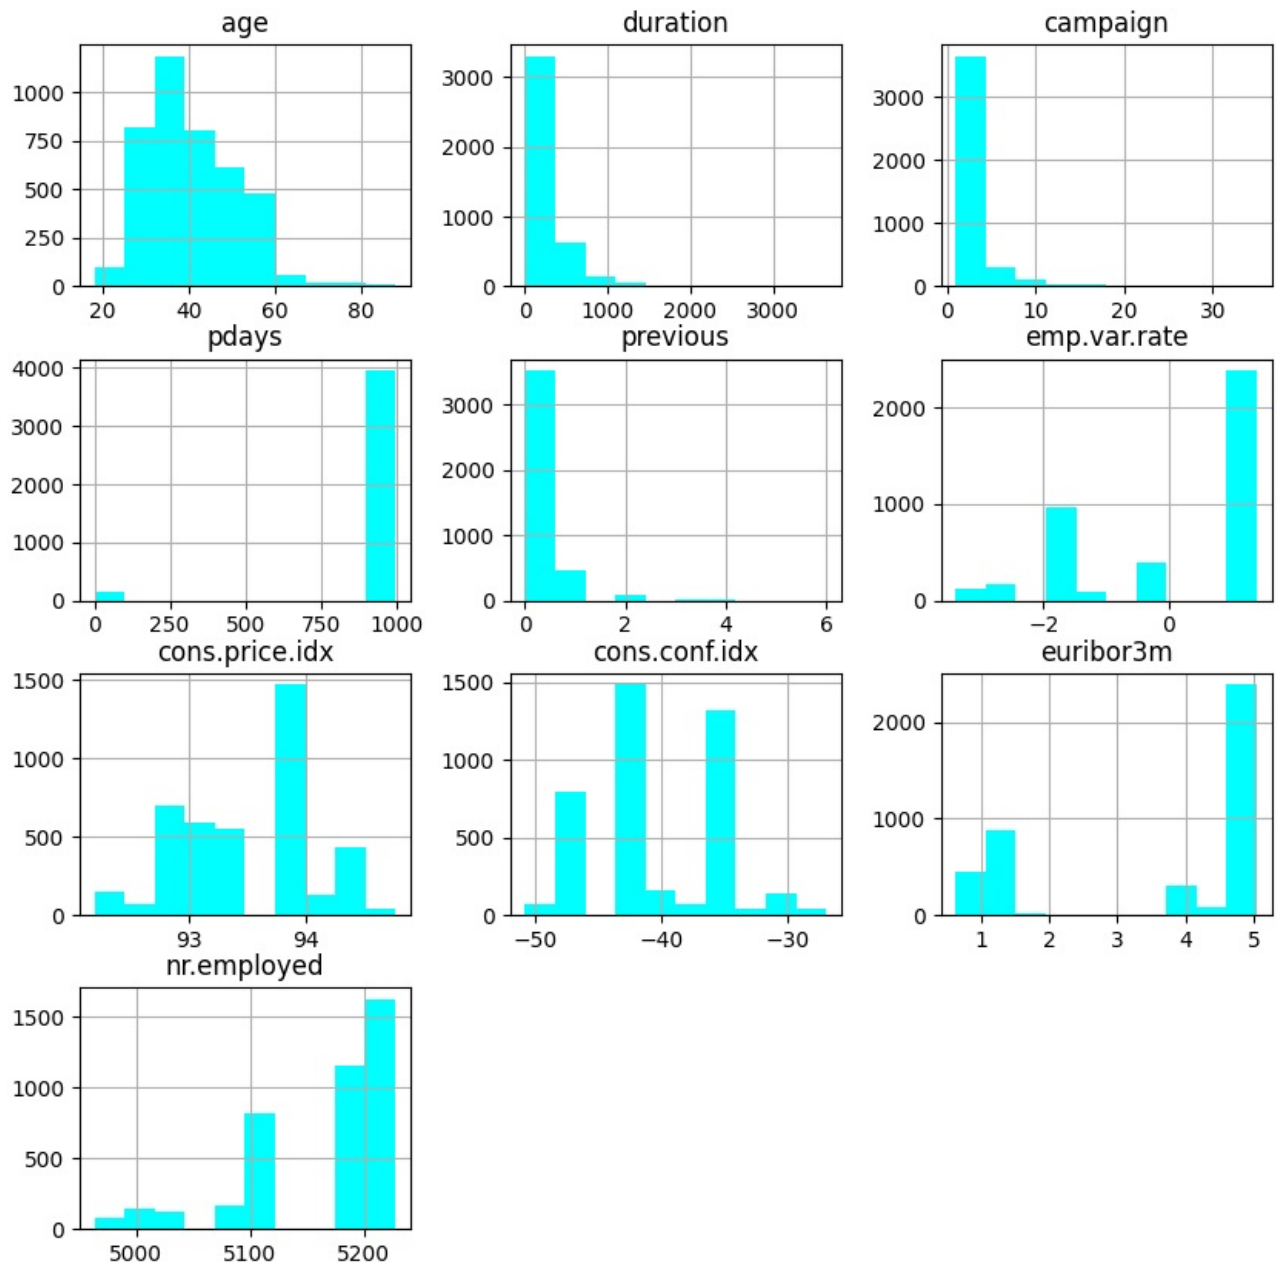 age
1000
750
500
250
0
20 40 60 80
duration
3000
2000
1000
0
0 1000 2000 3000
campaign
3000
2000
1000
0
0 10 20 30
pdays
4000
3000
2000
1000
0
0 250 500 750 1000
previous
3000
2000
1000
0
0 2 4 6
emp.var.rate
2000
1000
0
−2 0
cons.price.idx
1500
1000
500
0
93 94
cons.conf.idx
1500
1000
500
0
−50 −40 −30
euribor3m
2000
1000
0
1 2 3 4 5
nr.employed
1500
1000
500
0
5000 5100 5200